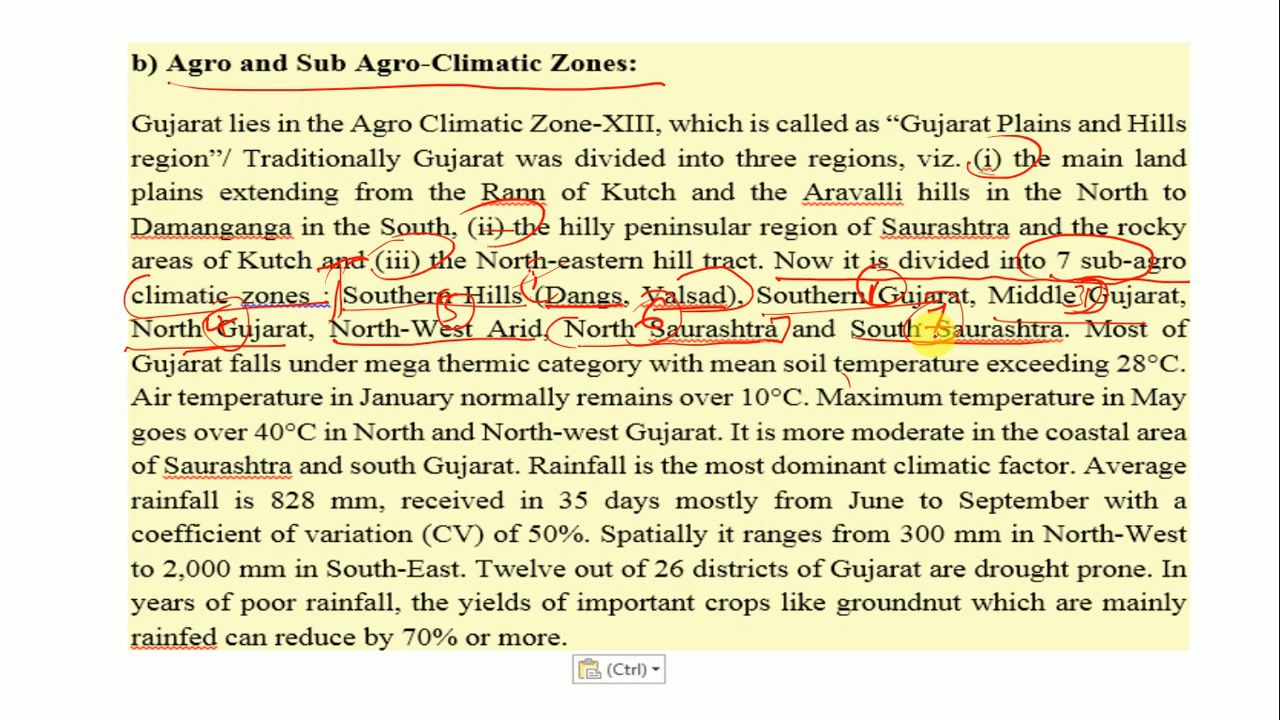 b) Agro and Sub Agro-Climatic Zones:
Gujarat lies in the Agro Climatic Zone-XIII, which is called as “Gujarat Plains and Hills
region”/ Traditionally Gujarat was divided into three regions, viz. (i) the main land
plains extending from the Rann of Kutch and the Aravalli hills in the North to
Damanganga in the South, (ii) the hilly peninsular region of Saurashtra and the rocky
areas of Kutch and (iii) the North-eastern hill tract. Now it is divided into 7 sub-agro
climatic zones : Southern Hills (Dangs, Valsad), Southern Gujarat, Middle Gujarat,
North Gujarat, North-West Arid, North Saurashtra and South Saurashtra. Most of
Gujarat falls under mega thermic category with mean soil temperature exceeding 28°C.
Air temperature in January normally remains over 10°C. Maximum temperature in May
goes over 40°C in North and North-west Gujarat. It is more moderate in the coastal area
of Saurashtra and south Gujarat. Rainfall is the most dominant climatic factor. Average
rainfall is 828 mm, received in 35 days mostly from June to September with a
coefficient of variation (CV) of 50%. Spatially it ranges from 300 mm in North-West
to 2,000 mm in South-East. Twelve out of 26 districts of Gujarat are drought prone. In
years of poor rainfall, the yields of important crops like groundnut which are mainly
rainfed can reduce by 70% or more.
(Ctrl)